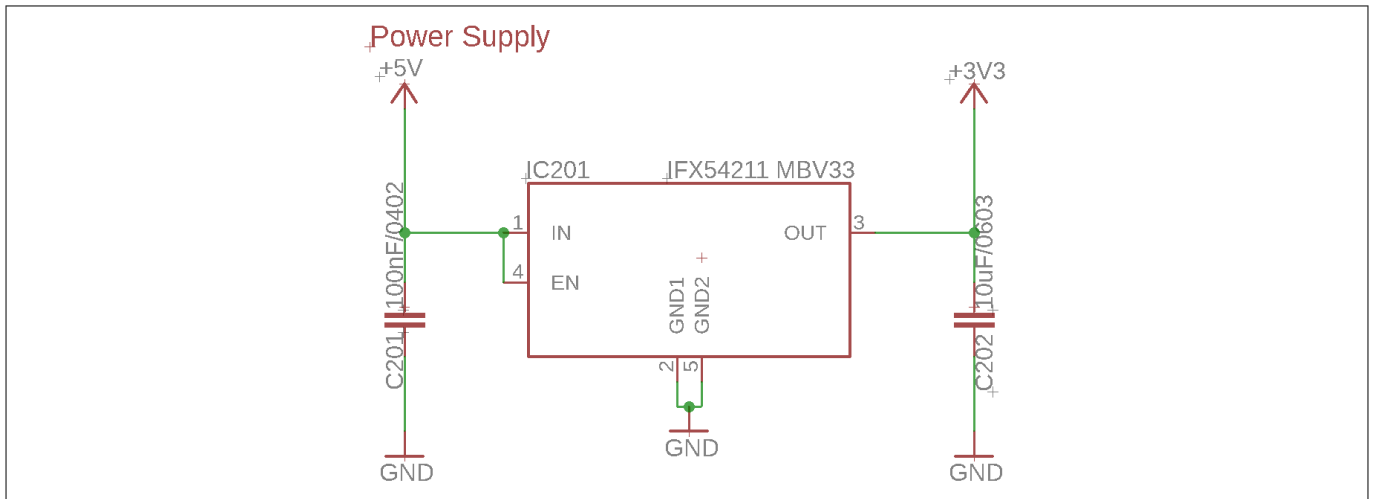 Power Supply
+5V
+3V3
IC201
IFX54211 MBV33
100nF/0402
C201
1
IN
4
EN
OUT
3
GND1
GND2
2
5
10uF/0603
C202
GND
GND
GND